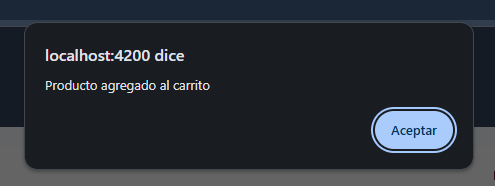 localhost:4200 dice
Producto agregado al carrito
Aceptar